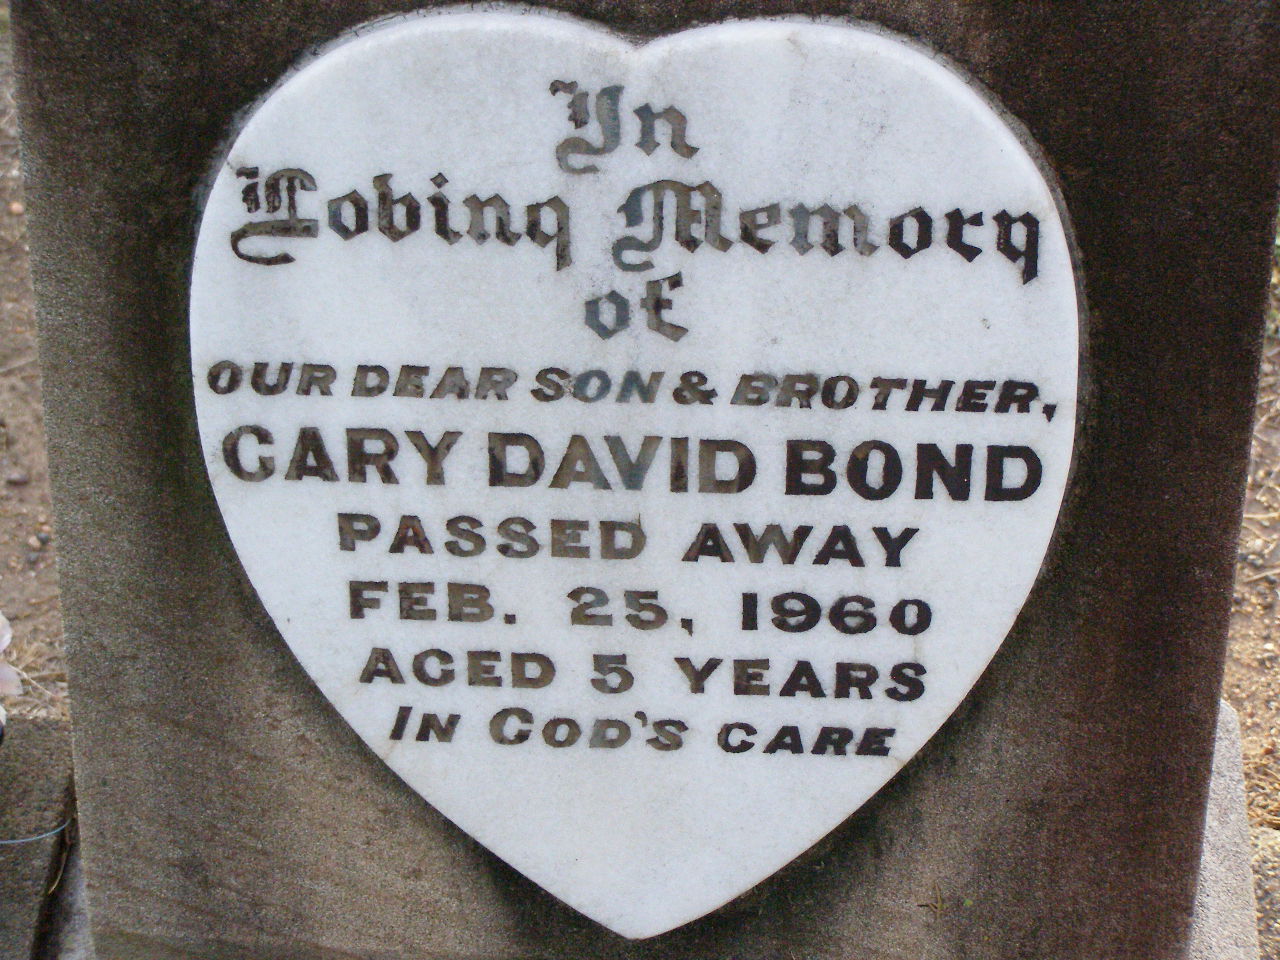 In
Loving Memory
of
OUR DEAR SON & BROTHER,
GARY DAVID BOND
PASSED AWAY
FEB. 25, 1960
AGED 5 YEARS
IN GOD'S CARE